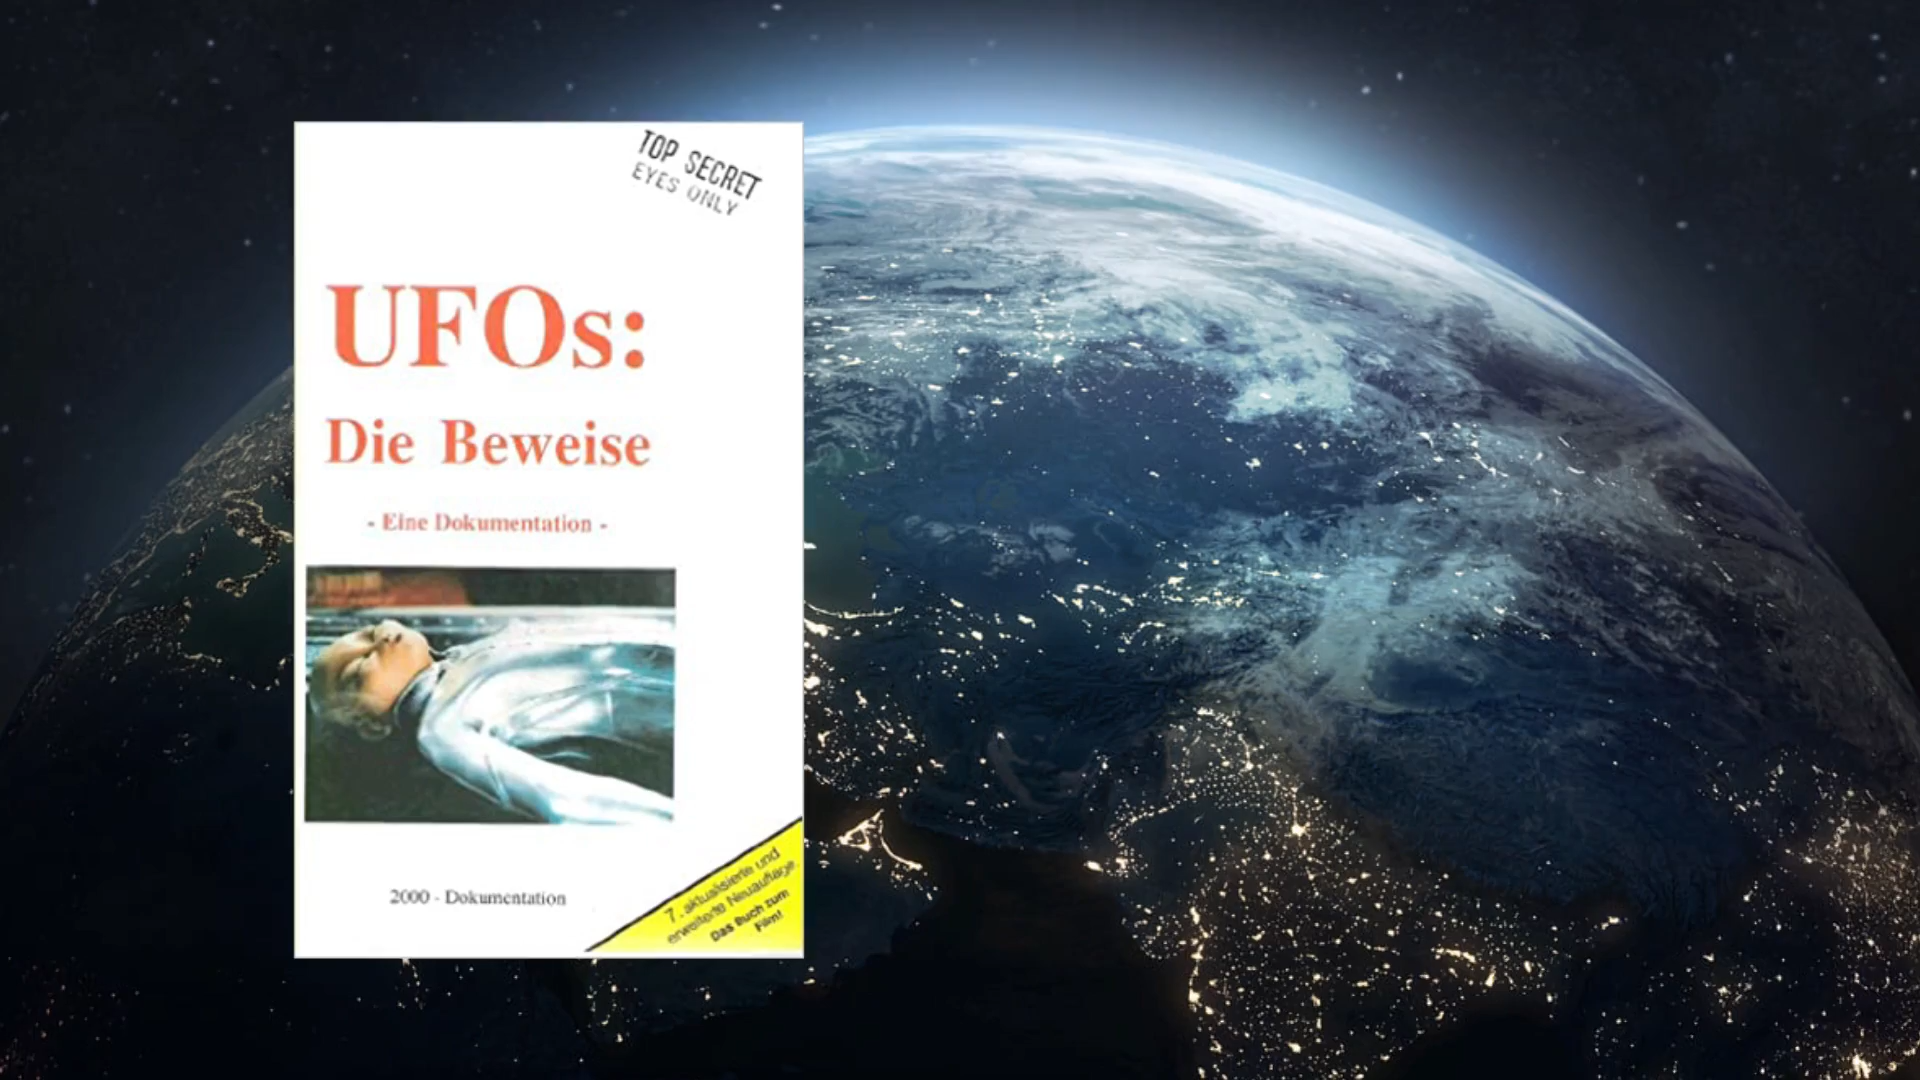 TOP SECRET
EYES ONLY
UFOs:
Die Beweise
- Eine Dokumentation -
2000 - Dokumentation
7. aktualisierte und
erweiterte Neuauflage
Das Buch zum
Film!